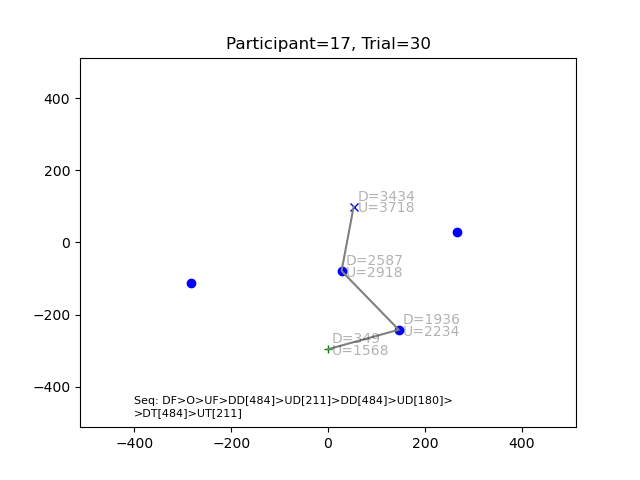 Participant=17, Trial=30
400
200
0
−200
−400
D=3434
U=3718
D=2587
U=2918
D=1936
U=2234
D=349
U=1568
Seq: DF>O>UF>DD[484]>UD[211]>DD[484]>UD[180]>
>DT[484]>UT[211]
−400 −200 0 200 400